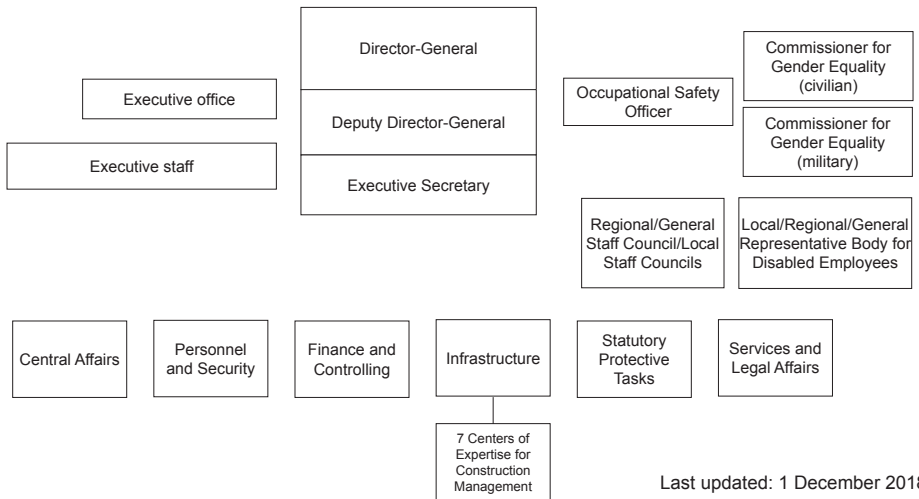 Director-General
Commissioner for
Gender Equality
(civilian)
Executive office
Occupational Safety
Officer
Deputy Director-General
Commissioner for
Gender Equality
(military)
Executive staff
Executive Secretary
Regional/General
Staff Council/Local
Staff Councils
Local/Regional/General
Representative Body for
Disabled Employees
Central Affairs
Personnel
and Security
Finance and
Controlling
Infrastructure
Statutory
Protective
Tasks
Services and
Legal Affairs
7 Centers of
Expertise for
Construction
Management
Last updated: 1 December 2018